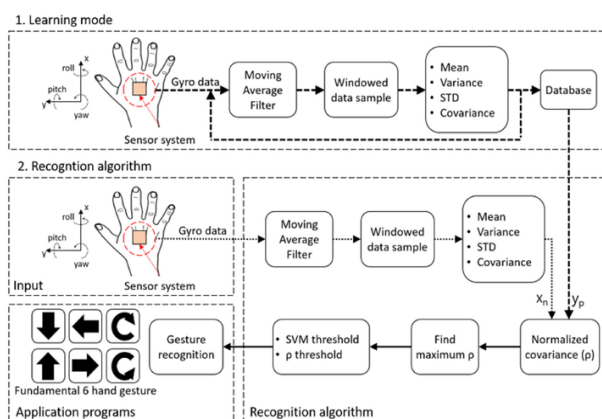 1. Learning mode
x
roll
pitch
y
yaw
Gyro data
Sensor system
Moving
Average
Filter
Windowed
data sample
• Mean
• Variance
• STD
• Covariance
Database
2. Recogntion algorithm
x
roll
pitch
y
yaw
Gyro data
Sensor system
Input
Moving
Average
Filter
Windowed
data sample
• Mean
• Variance
• STD
• Covariance
xn
yp
Normalized
covariance (ρ)
Find
maximum ρ
• SVM threshold
• ρ threshold
Gesture
recognition
Fundamental 6 hand gesture
Application programs
Recognition algorithm